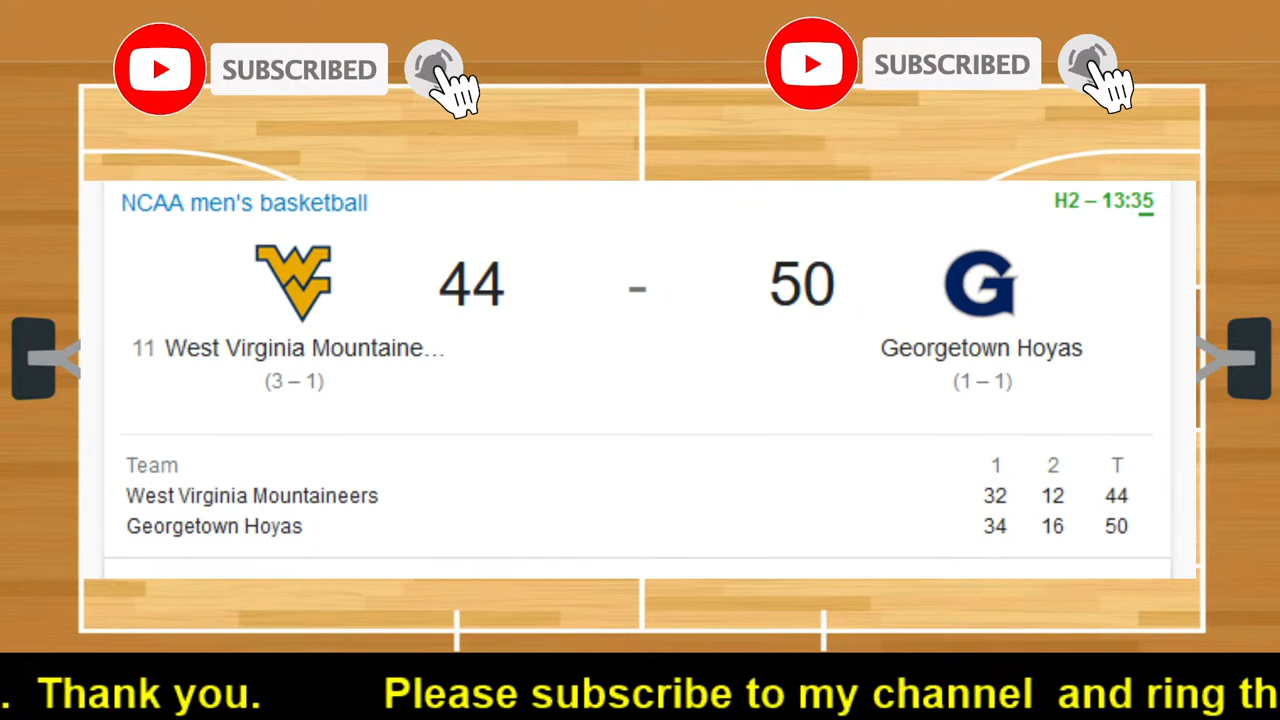 SUBSCRIBED
SUBSCRIBED
NCAA men's basketball
H2 – 13:35
44 - 50
11 West Virginia Mountaine...
Georgetown Hoyas
(3 – 1)
(1 – 1)
Team 1 2 T
West Virginia Mountaineers 32 12 44
Georgetown Hoyas 34 16 50
. Thank you. Please subscribe to my channel and ring th